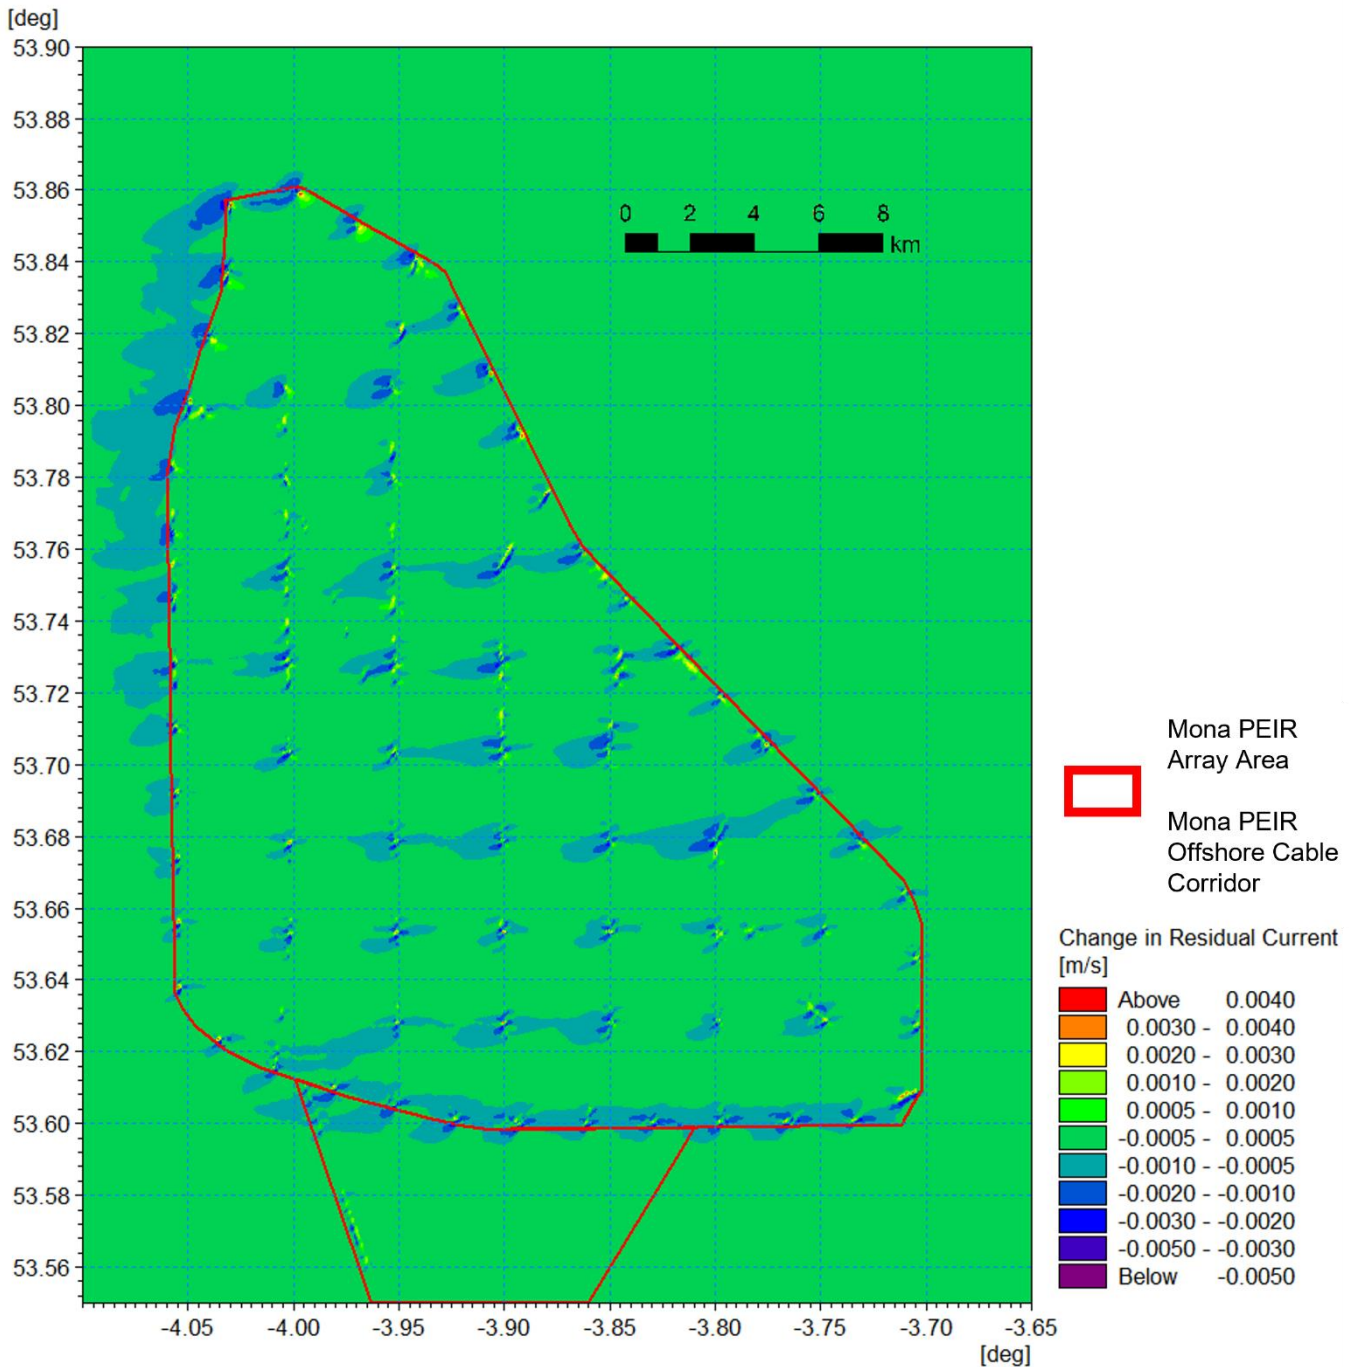 [deg]
53.90
53.88
53.86
53.84
53.82
53.80
53.78
53.76
53.74
53.72
53.70
53.68
53.66
53.64
53.62
53.60
53.58
53.56
0 2 4 6 8
km
-4.05 -4.00 -3.95 -3.90 -3.85 -3.80 -3.75 -3.70 -3.65
[deg]
Mona PEIR
Array Area
Mona PEIR
Offshore Cable
Corridor
Change in Residual Current
[m/s]
Above 0.0040
0.0030 - 0.0040
0.0020 - 0.0030
0.0010 - 0.0020
0.0005 - 0.0010
-0.0005 - 0.0005
-0.0010 - -0.0005
-0.0020 - -0.0010
-0.0030 - -0.0020
-0.0050 - -0.0030
Below -0.0050